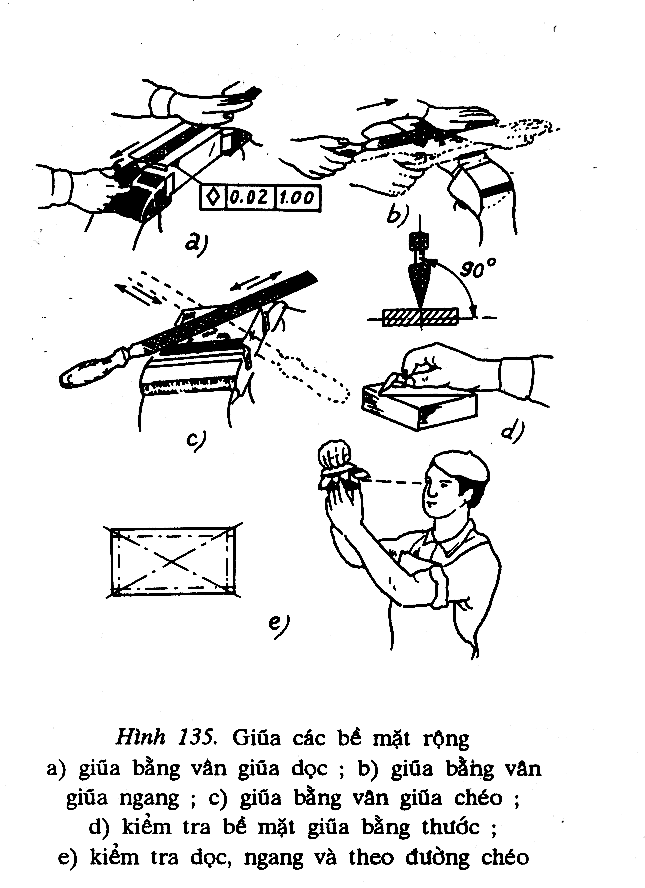 ◊ 0.02 1.00
a)
b)
90°
c)
d)
e)
Hình 135. Giũa các bề mặt rộng
a) giũa bằng vân giũa dọc ; b) giũa bằng vân
giũa ngang ; c) giũa bằng vân giũa chéo ;
d) kiểm tra bề mặt giũa bằng thước ;
e) kiểm tra dọc, ngang và theo đường chéo